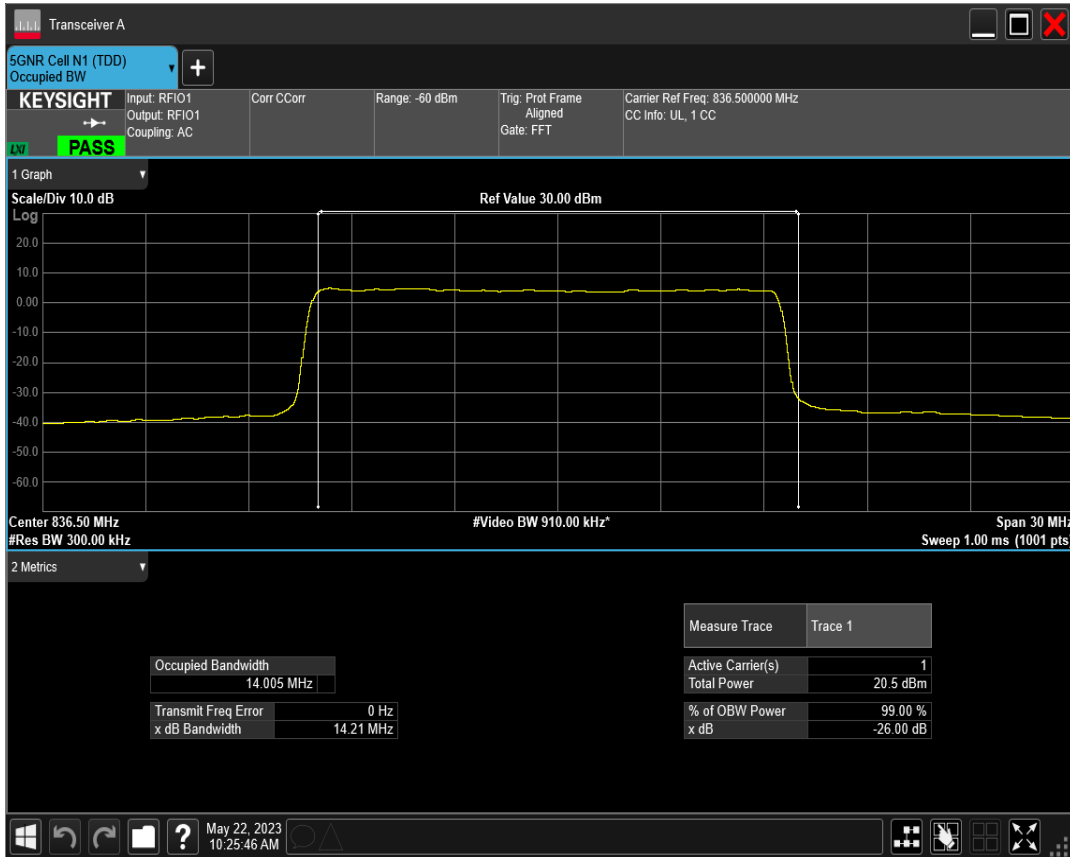 Transceiver A
5GNR Cell N1 (TDD)
Occupied BW
+
KEYSIGHT
LXI
PASS
Input: RFIO1
Output: RFIO1
Coupling: AC
Corr CCorr
Range: -60 dBm
Trig: Prot Frame
Aligned
Gate: FFT
Carrier Ref Freq: 836.500000 MHz
CC Info: UL, 1 CC
1 Graph
Scale/Div 10.0 dB
Ref Value 30.00 dBm
Log
20.0
10.0
0.00
-10.0
-20.0
-30.0
-40.0
-50.0
-60.0
Center 836.50 MHz
#Video BW 910.00 kHz*
Span 30 MHz
#Res BW 300.00 kHz
Sweep 1.00 ms (1001 pts)
2 Metrics
Measure Trace Trace 1
Occupied Bandwidth
14.005 MHz
Active Carrier(s) 1
Total Power 20.5 dBm
Transmit Freq Error 0 Hz
x dB Bandwidth 14.21 MHz
% of OBW Power 99.00 %
x dB -26.00 dB
?
May 22, 2023
10:25:46 AM